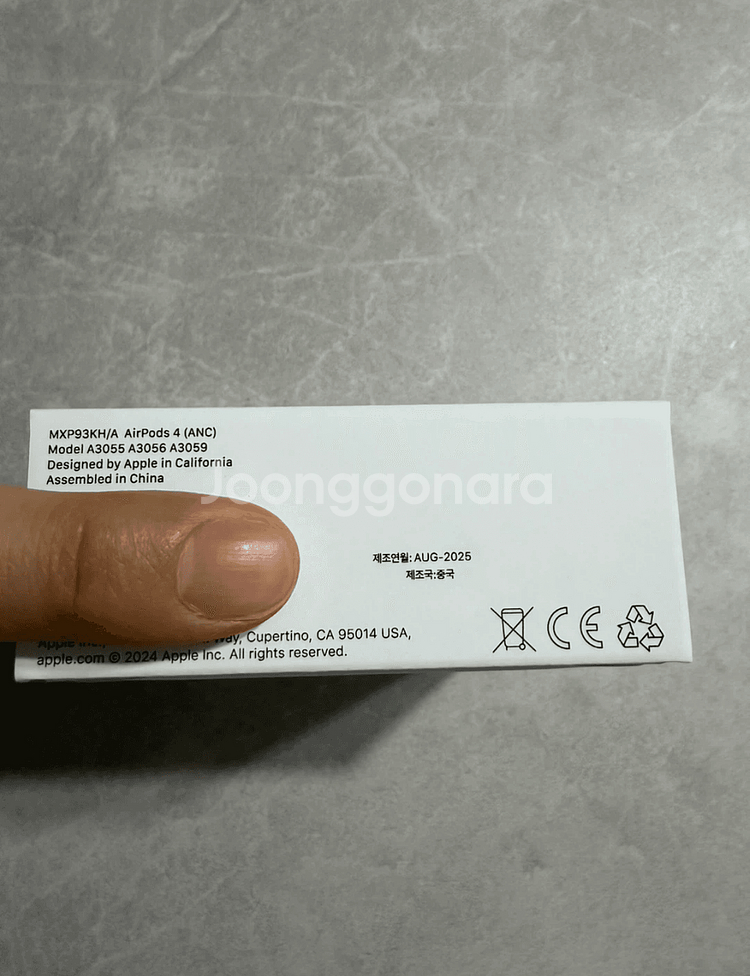 MXP93KH/A AirPods 4 (ANC)
Model A3055 A3056 A3059
Designed by Apple in California
Assembled in China
Joonggonara
제조연월: AUG-2025
제조국:중국
Apple Inc., Way, Cupertino, CA 95014 USA,
apple.com © 2024 Apple Inc. All rights reserved.